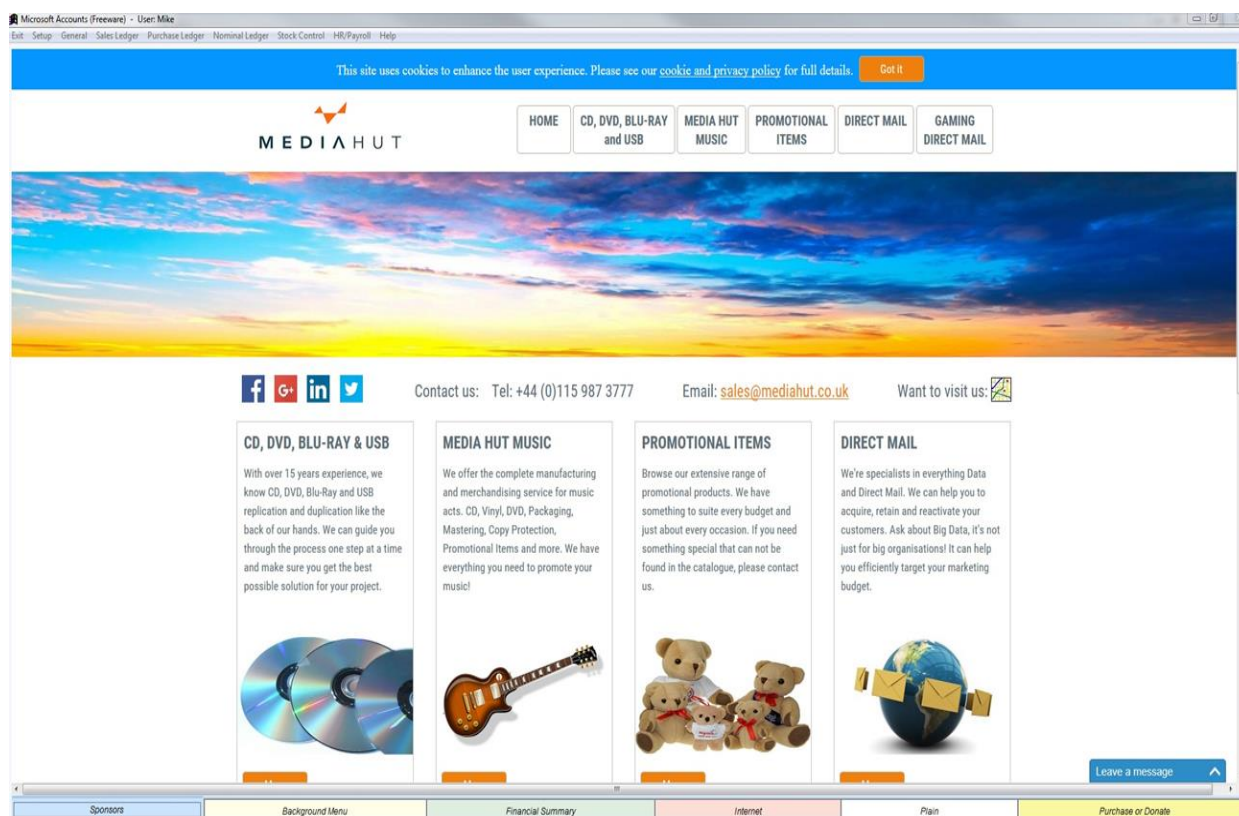 Microsoft Accounts (Freeware) - User: Mike
Exit Setup General Sales Ledger Purchase Ledger Nominal Ledger Stock Control HR/Payroll Help
This site uses cookies to enhance the user experience. Please see our cookie and privacy policy for full details. Got it
MEDIAHUT
HOME
CD, DVD, BLU-RAY
and USB
MEDIA HUT
MUSIC
PROMOTIONAL
ITEMS
DIRECT MAIL
GAMING
DIRECT MAIL
Contact us: Tel: +44 (0)115 987 3777 Email: sales@mediahut.co.uk Want to visit us:
CD, DVD, BLU-RAY & USB
With over 15 years experience, we
know CD, DVD, Blu-Ray and USB
replication and duplication like the
back of our hands. We can guide you
through the process one step at a time
and make sure you get the best
possible solution for your project.
MEDIA HUT MUSIC
We offer the complete manufacturing
and merchandising service for music
acts. CD, Vinyl, DVD, Packaging,
Mastering, Copy Protection,
Promotional Items and more. We have
everything you need to promote your
music!
PROMOTIONAL ITEMS
Browse our extensive range of
promotional products. We have
something to suite every budget and
just about every occasion. If you need
something special that can not be
found in the catalogue, please contact
us.
DIRECT MAIL
We're specialists in everything Data
and Direct Mail. We can help you to
acquire, retain and reactivate your
customers. Ask about Big Data, it's not
just for big organisations! It can help
you efficiently target your marketing
budget.
Leave a message
Sponsors Background Menu Financial Summary Internet Plain Purchase or Donate